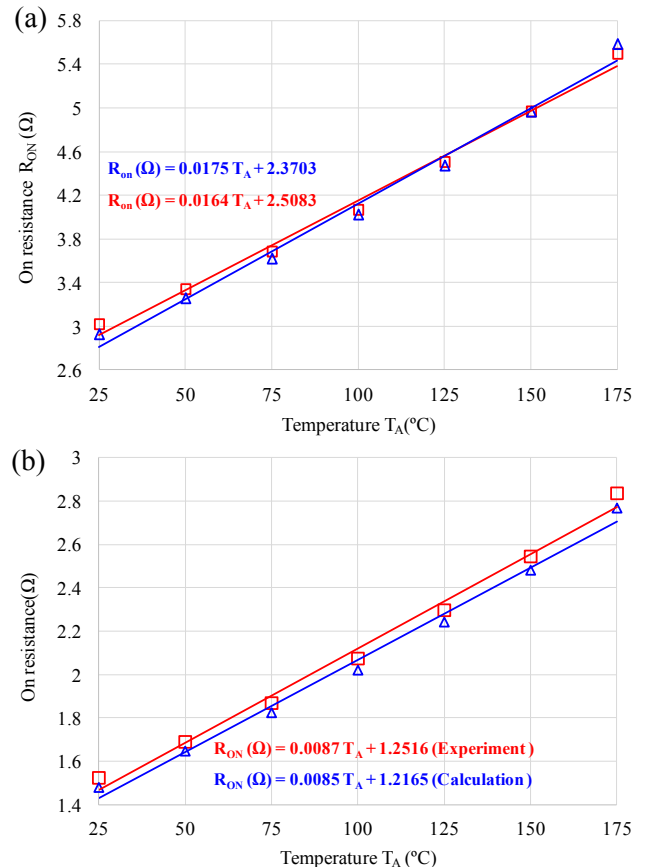 (a)
5.8
5.4
5
4.6
4.2
3.8
3.4
3
2.6
On resistance R_ON (Ω)
R_on (Ω) = 0.0175 T_A + 2.3703
R_on (Ω) = 0.0164 T_A + 2.5083
25 50 75 100 125 150 175
Temperature T_A(ºC)
(b)
3
2.8
2.6
2.4
2.2
2
1.8
1.6
1.4
On resistance(Ω)
R_ON (Ω) = 0.0087 T_A + 1.2516 (Experiment )
R_ON (Ω) = 0.0085 T_A + 1.2165 (Calculation )
25 50 75 100 125 150 175
Temperature T_A (ºC)